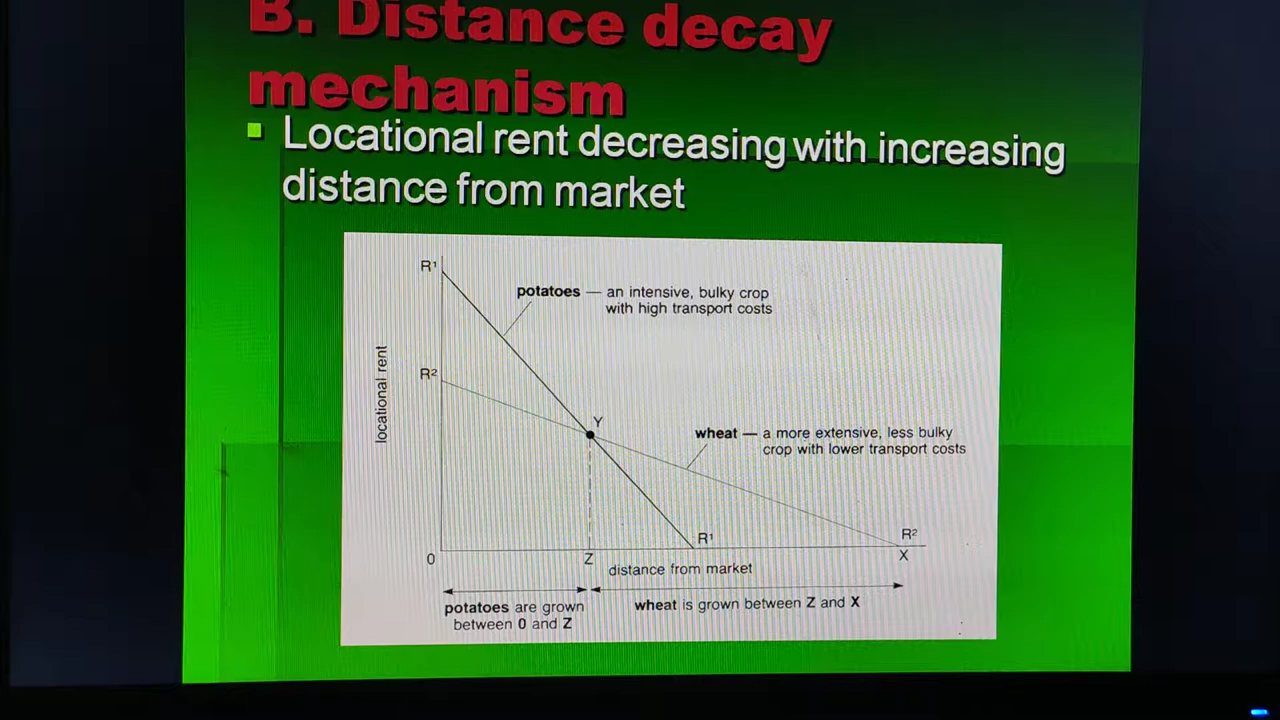 B. Distance decay
mechanism
Locational rent decreasing with increasing
distance from market
R¹
potatoes — an intensive, bulky crop
with high transport costs
locational rent
R²
Y
wheat — a more extensive, less bulky
crop with lower transport costs
R¹
R²
0
Z
X
distance from market
potatoes are grown
between 0 and Z
wheat is grown between Z and X